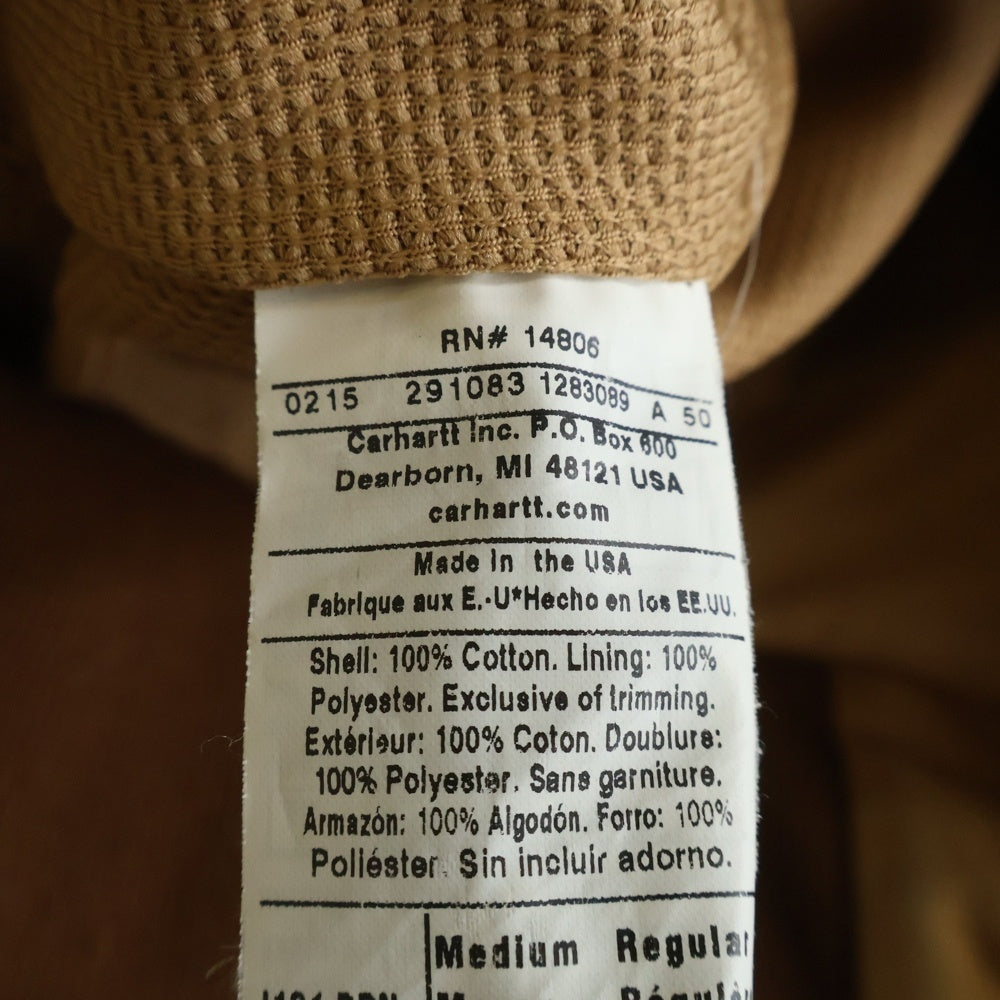 RN# 14806
0215 291083 1283089 A 50
Carhartt Inc. P.O. Box 600
Dearborn, MI 48121 USA
carhartt.com
Made in the USA
Fabrique aux E.-U*Hecho en los EE.UU.
Shell: 100% Cotton. Lining: 100%
Polyester. Exclusive of trimming.
Extérieur: 100% Coton. Doublure:
100% Polyester. Sans garniture.
Armazón: 100% Algodón. Forro: 100%
Poliéster. Sin incluir adorno.
Medium Regular